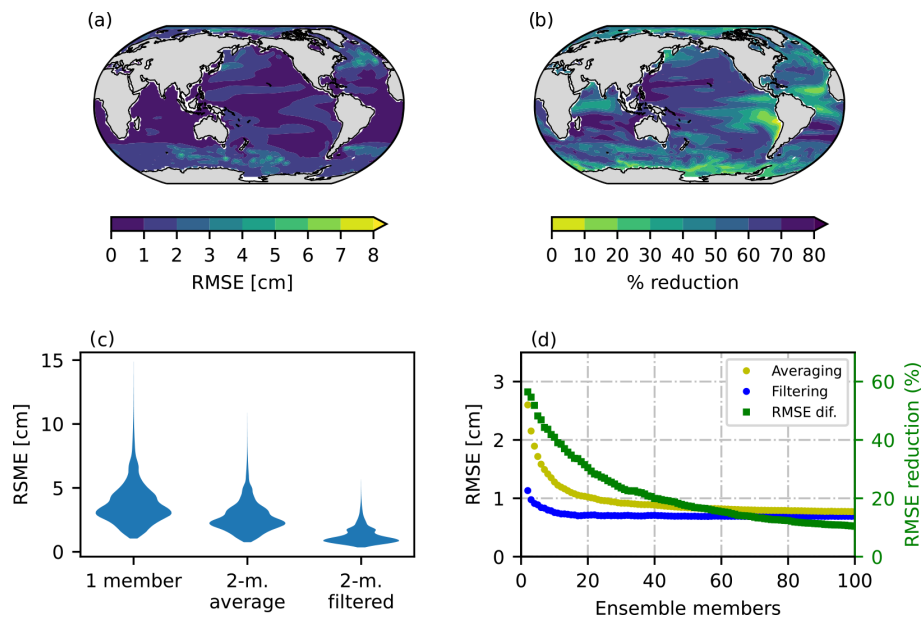 (a)
(b)
0 1 2 3 4 5 6 7 8
RMSE [cm]
0 10 20 30 40 50 60 70 80
% reduction
(c)
15
10
5
0
RSME [cm]
1 member
2-m.
average
2-m.
filtered
(d)
3
2
1
0
RMSE [cm]
Averaging
Filtering
RMSE dif.
60
40
20
0
RMSE reduction (%)
0 20 40 60 80 100
Ensemble members